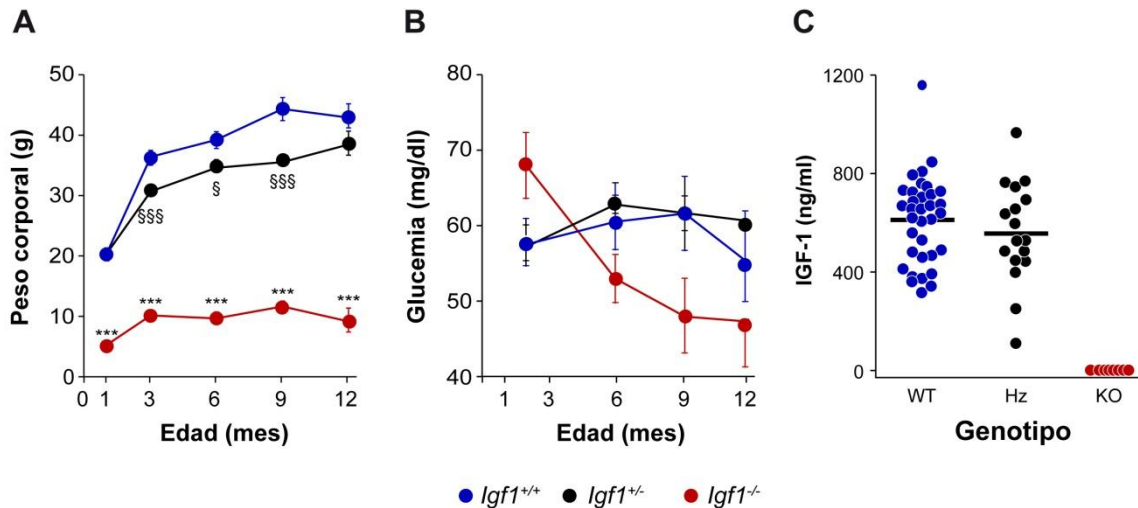 A
B
C
Peso corporal (g)
50
40
30
20
10
0
0 1 3 6 9 12
Edad (mes)
§§§
§
§§§
***
***
***
***
***
Glucemia (mg/dl)
80
70
60
50
40
1 3 6 9 12
Edad (mes)
IGF-1 (ng/ml)
1200
800
400
0
WT Hz KO
Genotipo
Igf1+/+ Igf1+/- Igf1-/-